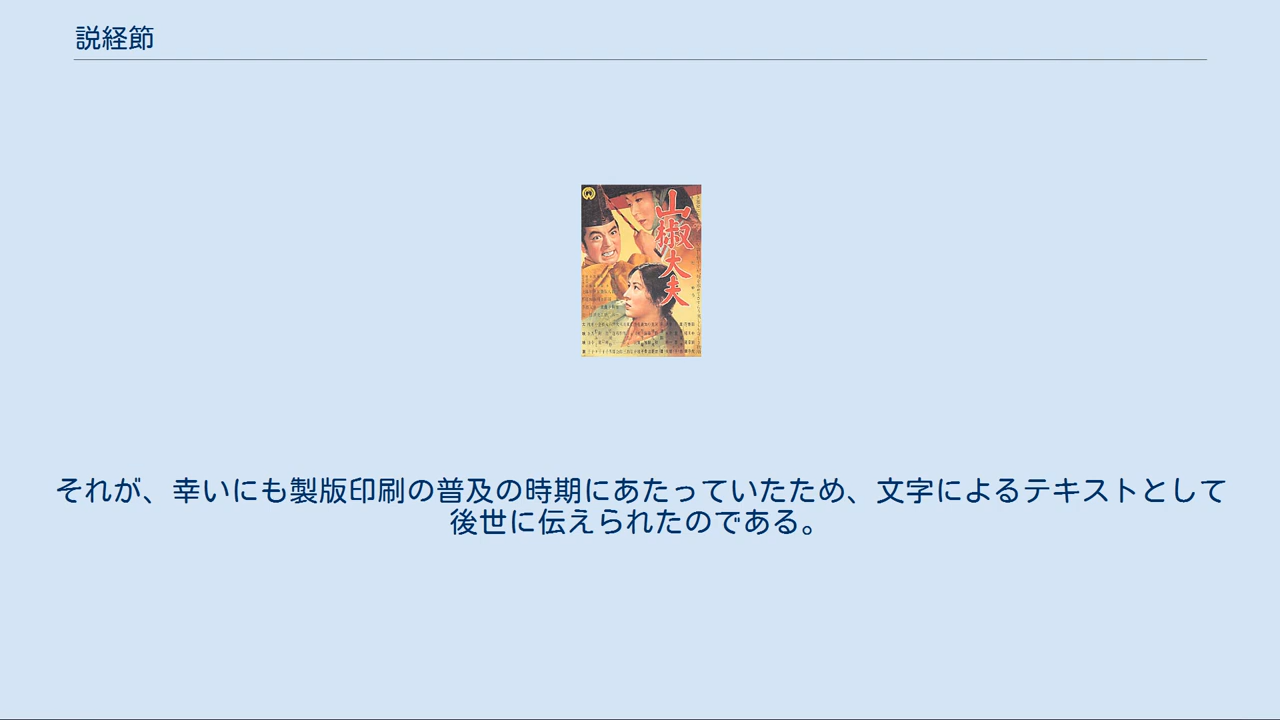 説経節
山椒大夫
それが、幸いにも製版印刷の普及の時期にあたっていたため、文字によるテキストとして
後世に伝えられたのである。